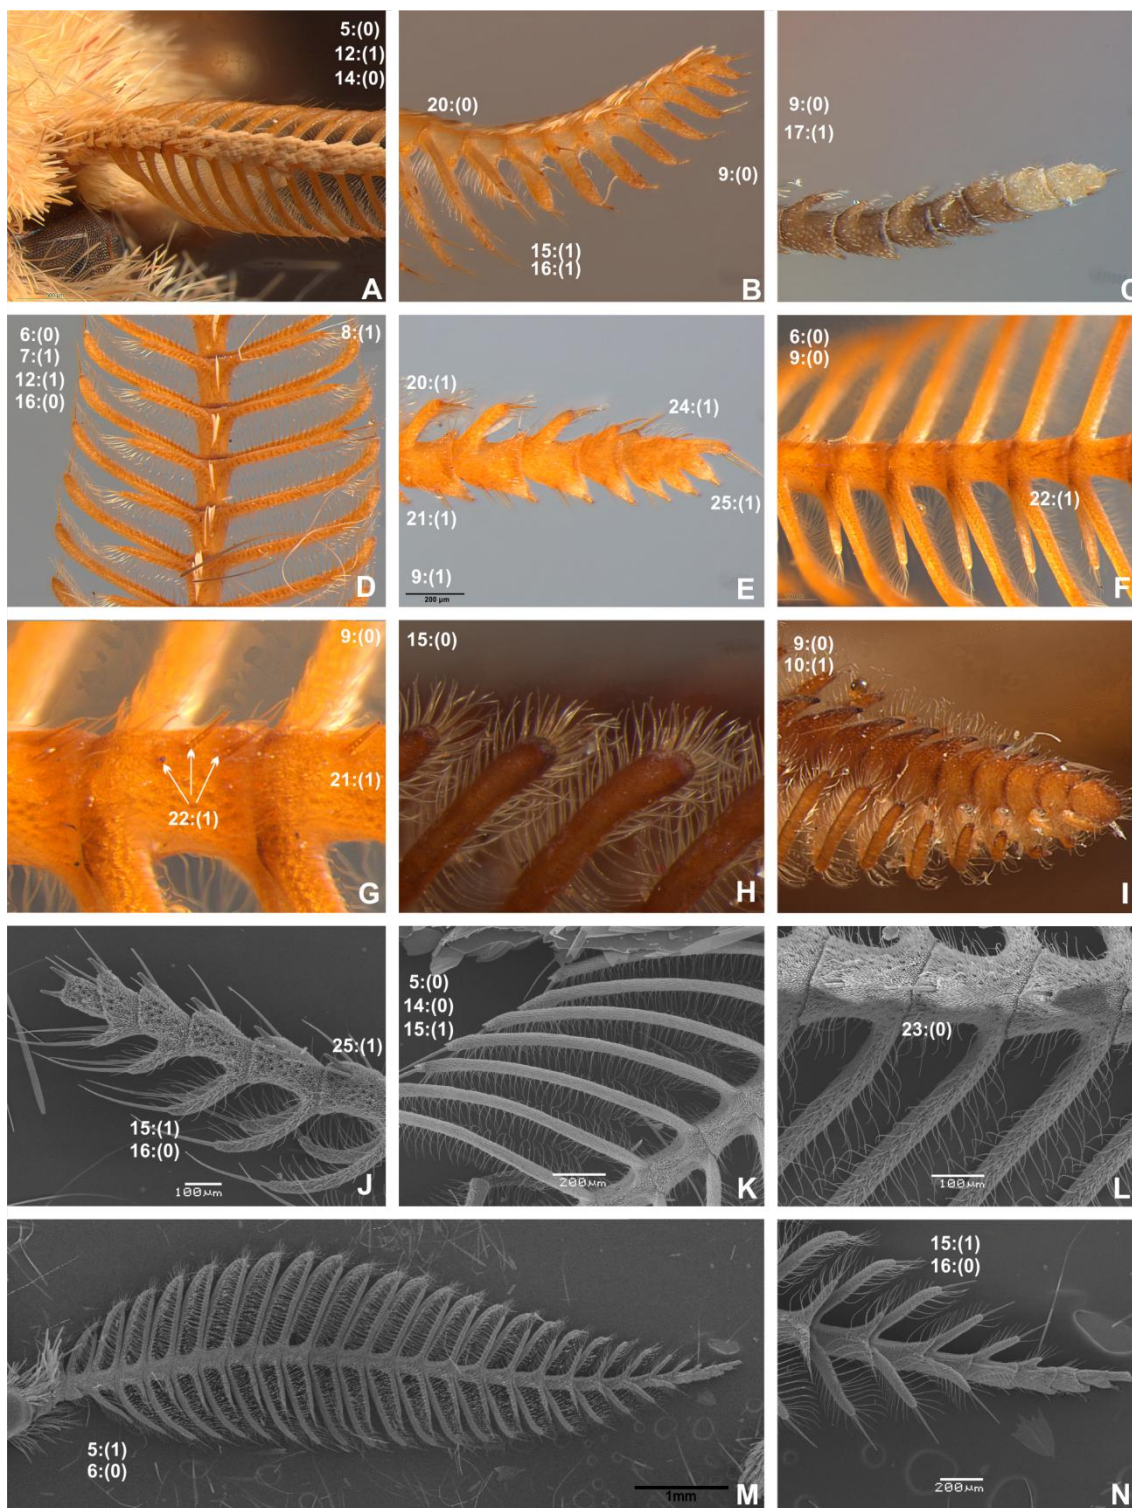 5:(0)
12:(1)
14:(0)
A
20:(0)
9:(0)
15:(1)
16:(1)
B
9:(0)
17:(1)
C
6:(0)
7:(1)
12:(1)
16:(0)
8:(1)
D
20:(1)
24:(1)
21:(1)
25:(1)
9:(1)
200 µm
E
6:(0)
9:(0)
22:(1)
F
9:(0)
21:(1)
22:(1)
G
15:(0)
H
9:(0)
10:(1)
I
25:(1)
15:(1)
16:(0)
100µm
J
5:(0)
14:(0)
15:(1)
200µm
K
23:(0)
100µm
L
5:(1)
6:(0)
1mm
M
15:(1)
16:(0)
200µm
N